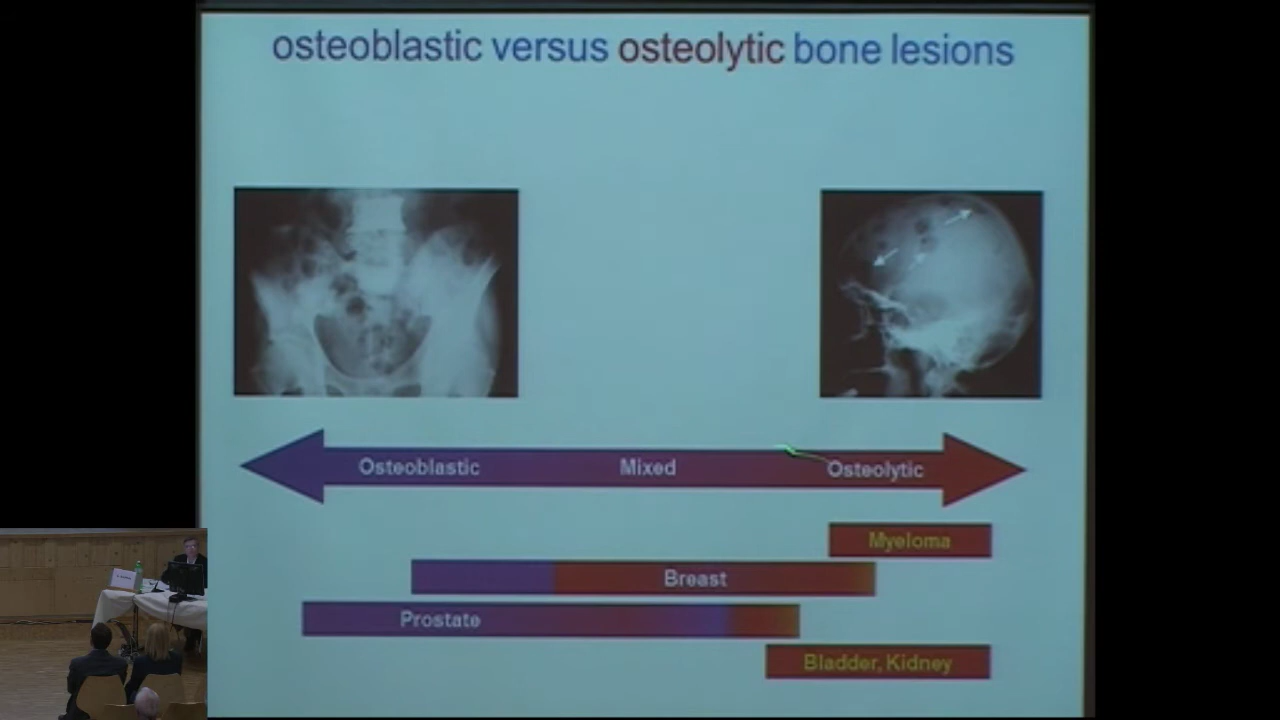 osteoblastic versus osteolytic bone lesions
Osteoblastic Mixed Osteolytic
Myeloma
Breast
Prostate
Bladder, Kidney